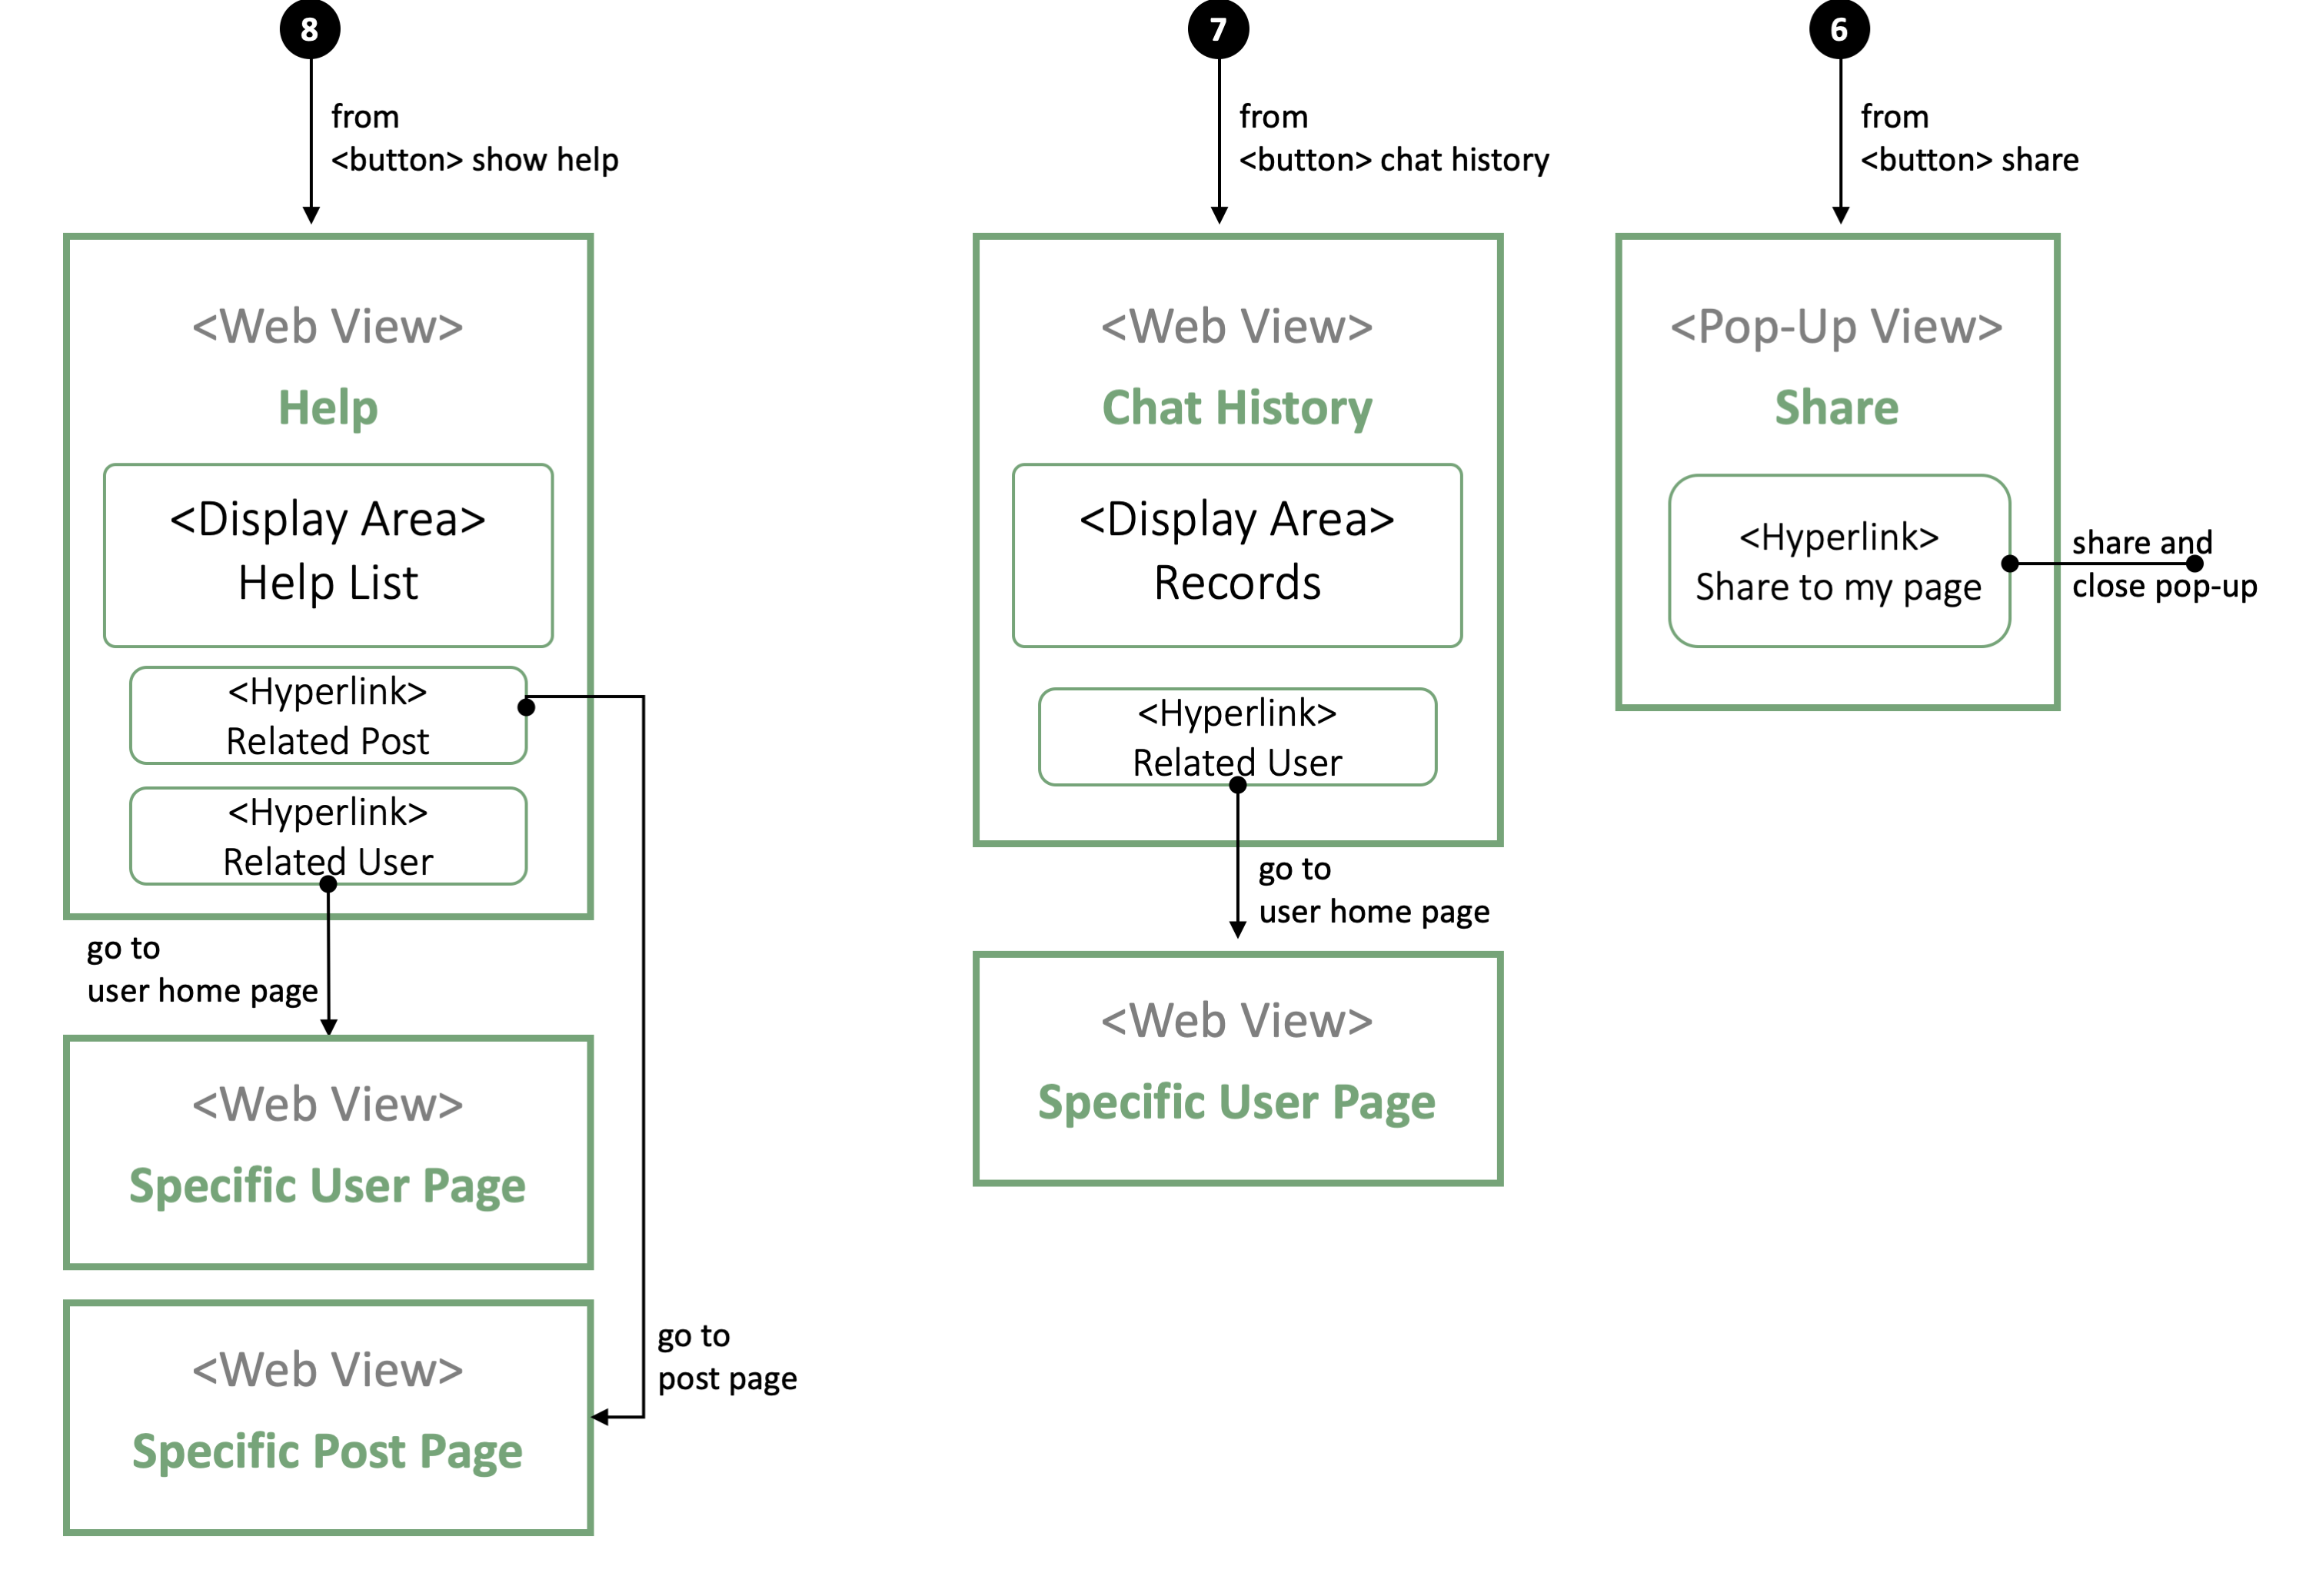 8
from
<button> show help
<Web View>
Help
<Display Area>
Help List
<Hyperlink>
Related Post
<Hyperlink>
Related User
go to
user home page
<Web View>
Specific User Page
<Web View>
Specific Post Page
go to
post page
7
from
<button> chat history
<Web View>
Chat History
<Display Area>
Records
<Hyperlink>
Related User
go to
user home page
<Web View>
Specific User Page
6
from
<button> share
<Pop-Up View>
Share
<Hyperlink>
Share to my page
share and
close pop-up